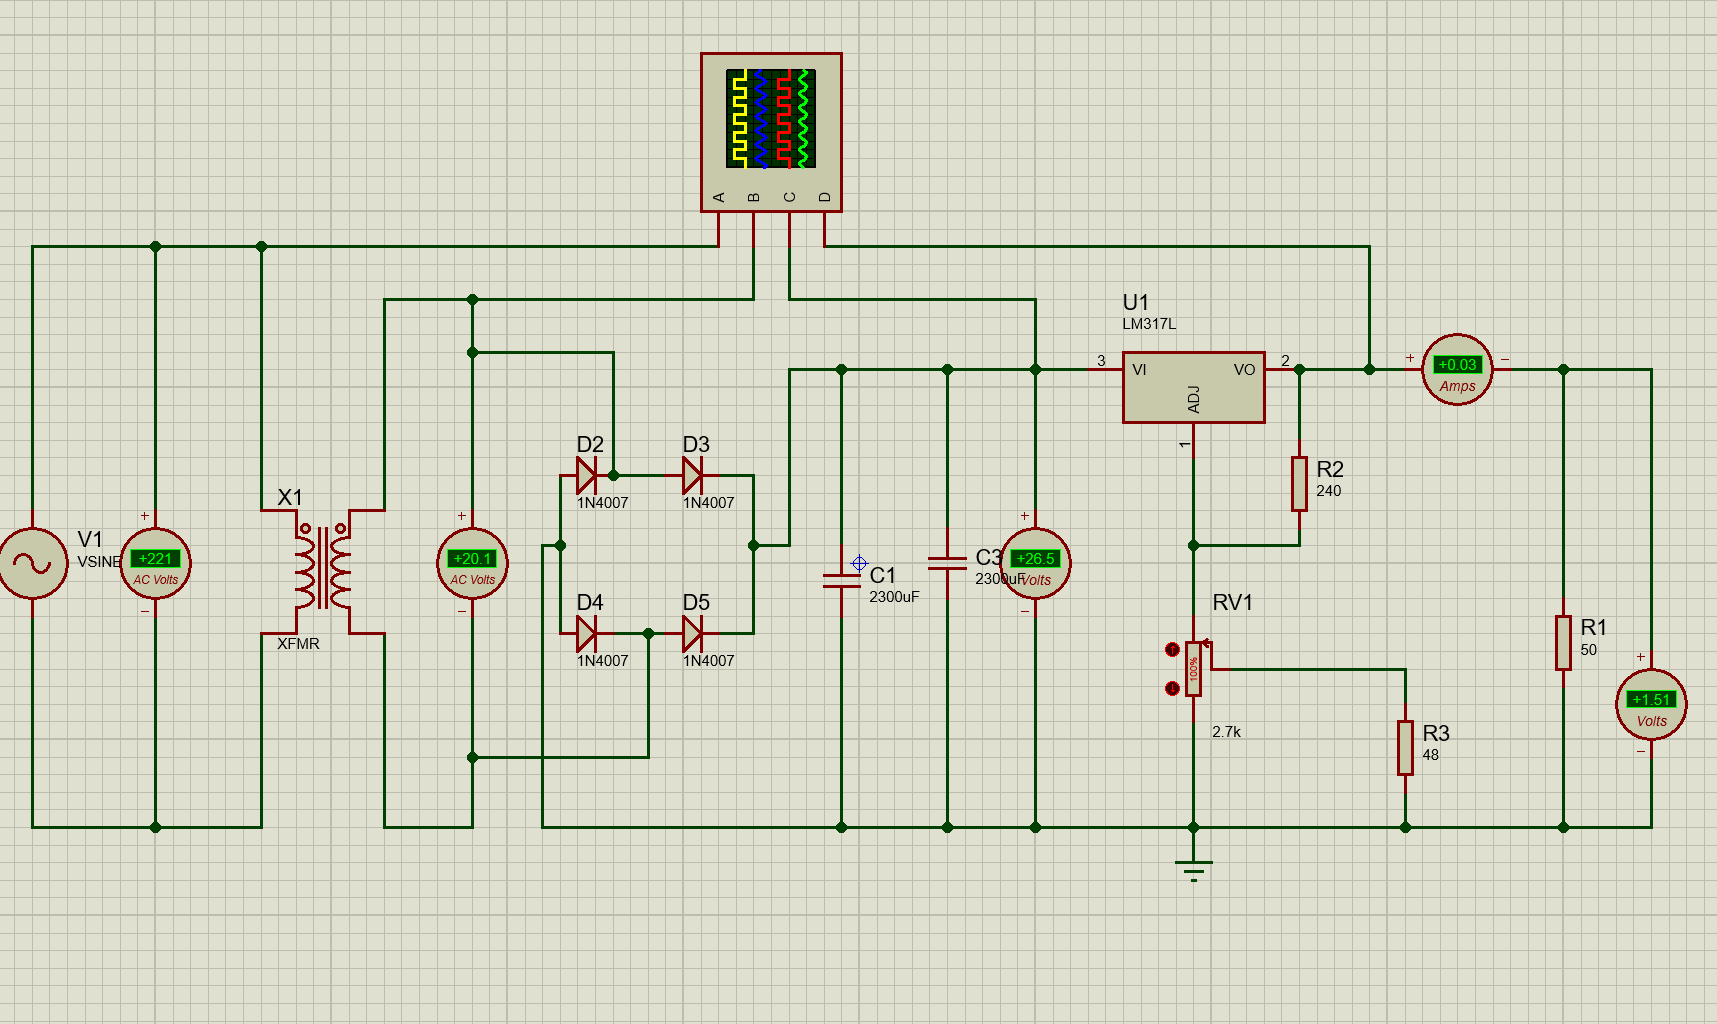 A B C D
U1
LM317L
3
VI
VO
2
ADJ
1
+
+0.03
−
Amps
D2
D3
1N4007
1N4007
R2
240
X1
+
+
+
V1
VSINE
+221
AC Volts
−
+20.1
AC Volts
−
C3
2300uF
+26.5
Volts
−
C1
2300uF
D4
D5
1N4007
1N4007
XFMR
RV1
100%
2.7k
R1
50
R3
48
+
+1.51
Volts
−